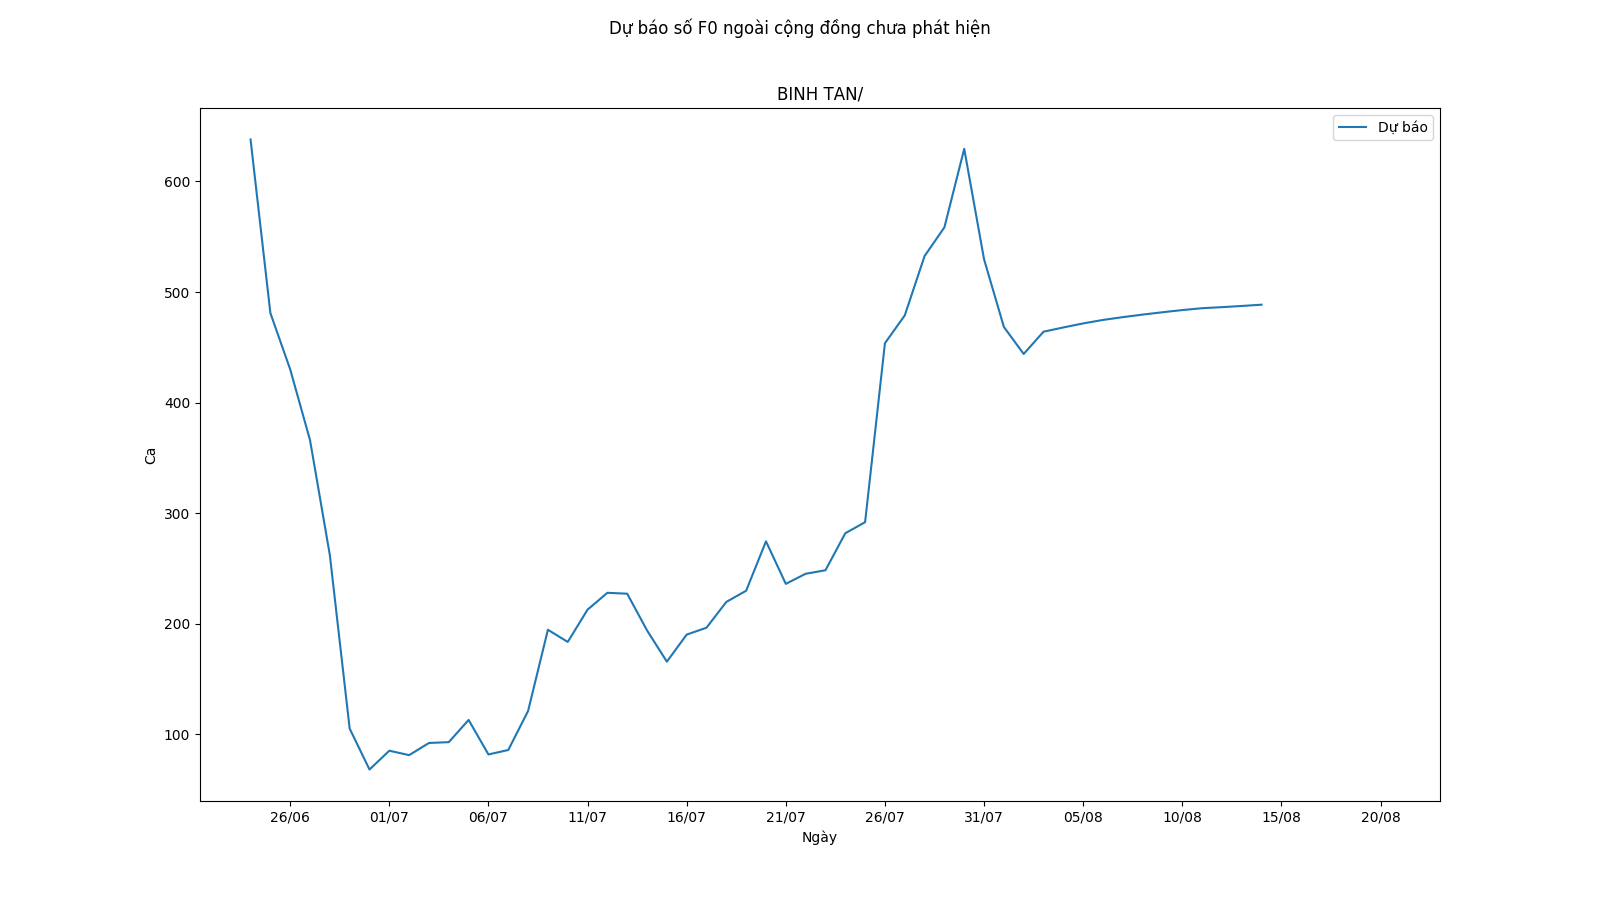 Dự báo số F0 ngoài cộng đồng chưa phát hiện
BINH TAN/
Dự báo
600
500
400
300
200
100
Ca
26/06 01/07 06/07 11/07 16/07 21/07 26/07 31/07 05/08 10/08 15/08 20/08
Ngày